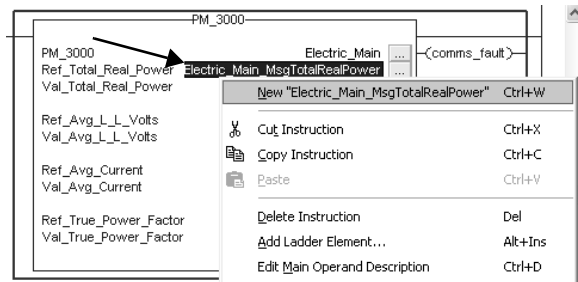 PM_3000
PM_3000 Electric_Main ... (comms_fault)
Ref_Total_Real_Power Electric_Main_MsgTotalRealPower ...
Val_Total_Real_Power
New "Electric_Main_MsgTotalRealPower" Ctrl+W
Ref_Avg_L_L_Volts
Val_Avg_L_L_Volts
Cut Instruction Ctrl+X
Copy Instruction Ctrl+C
Ref_Avg_Current
Val_Avg_Current
Paste Ctrl+V
Ref_True_Power_Factor
Val_True_Power_Factor
Delete Instruction Del
Add Ladder Element... Alt+Ins
Edit Main Operand Description Ctrl+D